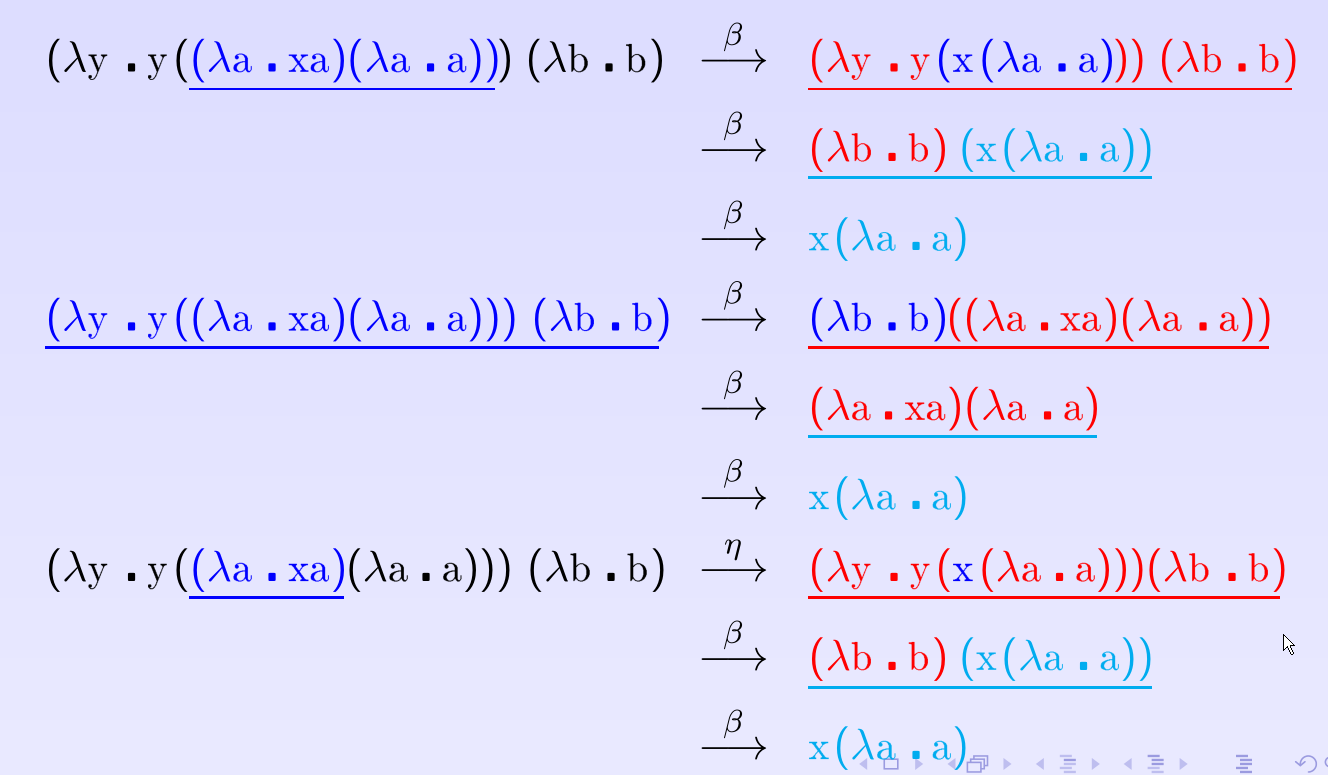 (λy . y((λa . xa)(λa . a))) (λb . b) β⟶ (λy . y(x(λa . a))) (λb . b)
β⟶ (λb . b) (x(λa . a))
β⟶ x(λa . a)
(λy . y((λa . xa)(λa . a))) (λb . b) β⟶ (λb . b)((λa . xa)(λa . a))
β⟶ (λa . xa)(λa . a)
β⟶ x(λa . a)
(λy . y((λa . xa)(λa . a))) (λb . b) η⟶ (λy . y(x(λa . a)))(λb . b)
β⟶ (λb . b) (x(λa . a))
β⟶ x(λa . a)